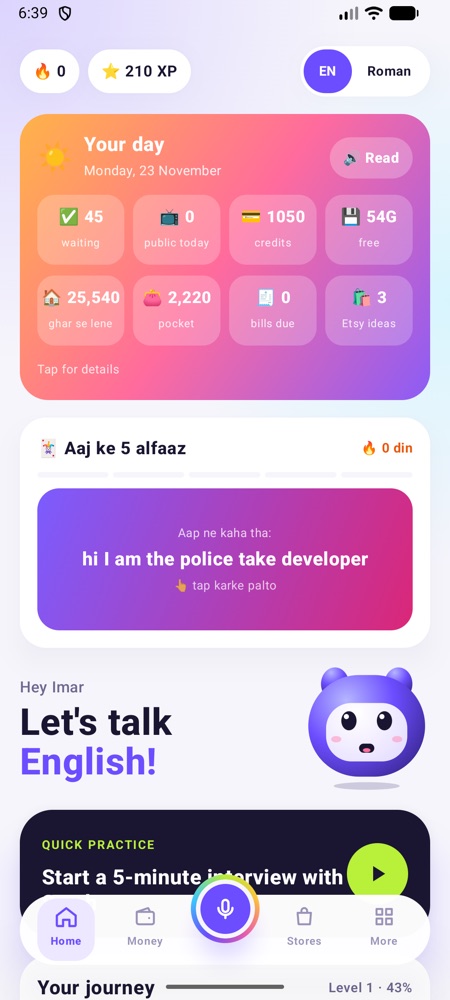 6:39
🔥 0
⭐ 210 XP
EN
Roman
Your day
Monday, 23 November
🔊 Read
✅ 45
waiting
📺 0
public today
💳 1050
credits
💾 54G
free
🏠 25,540
ghar se lene
👛 2,220
pocket
🧾 0
bills due
🛍️ 3
Etsy ideas
Tap for details
🃏 Aaj ke 5 alfaaz
🔥 0 din
Aap ne kaha tha:
hi I am the police take developer
👆 tap karke palto
Hey Imar
Let's talk
English!
QUICK PRACTICE
Start a 5-minute interview with
Home
Money
Stores
More
Your journey
Level 1 · 43%